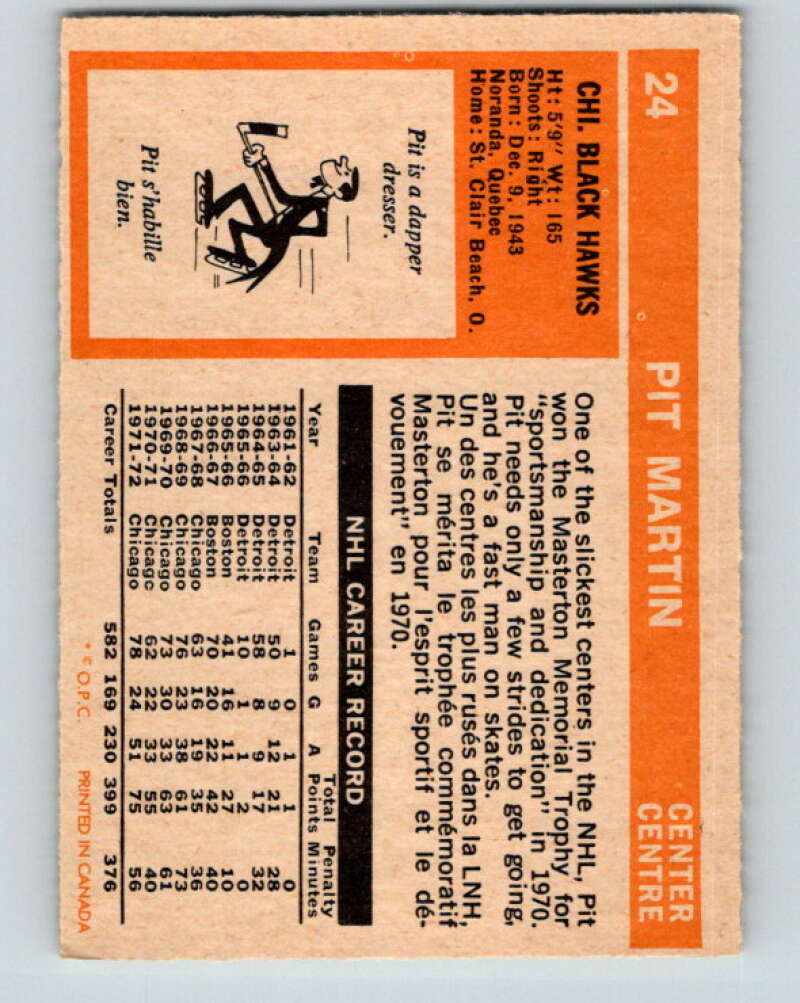 24 PIT MARTIN CENTER
CENTRE
CHI. BLACK HAWKS
Ht: 5'9" Wt: 165
Shoots: Right
Born: Dec. 9, 1943
Noranda, Quebec
Home: St. Clair Beach, O.
Pit is a dapper
dresser.
Pit s'habille
bien.
One of the slickest centers in the NHL, Pit
won the Masterton Memorial Trophy for
"sportsmanship and dedication" in 1970.
Pit needs only a few strides to get going,
and he's a fast man on skates.
Un des centres les plus rusés dans la LNH,
Pit se mérita le trophée commémoratif
Masterton pour l'esprit sportif et le dé-
vouement" en 1970.
NHL CAREER RECORD
Total Penalty
Year Team Games G A Points Minutes
1961-62 Detroit 1 0 1 1 0
1963-64 Detroit 50 9 12 21 28
1964-65 Detroit 58 8 9 17 32
1965-66 Detroit 10 1 1 2 0
1965-66 Boston 41 16 11 27 10
1966-67 Boston 70 20 22 42 40
1967-68 Chicago 63 16 19 35 36
1968-69 Chicago 76 23 38 61 73
1969-70 Chicago 73 30 33 63 61
1970-71 Chicago 62 22 33 55 40
1971-72 Chicago 78 24 51 75 56
Career Totals 582 169 230 399 376
* © O.P.C. PRINTED IN CANADA